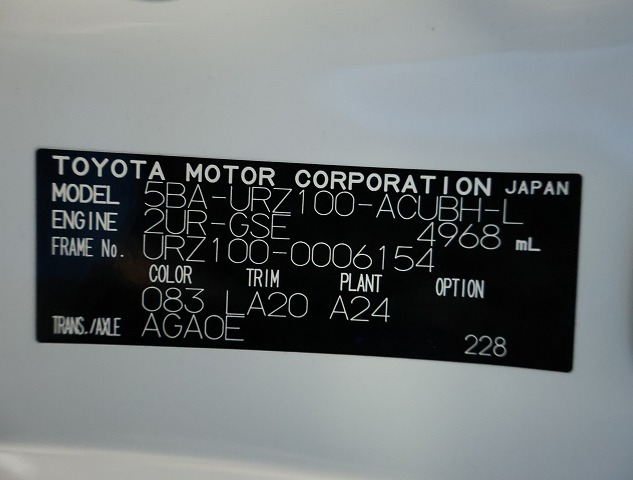 TOYOTA MOTOR CORPORATION JAPAN
MODEL 5BA-URZ100-ACUBH-L
ENGINE 2UR-GSE 4968 mL
FRAME No. URZ100-0006154
COLOR TRIM PLANT OPTION
083 LA20 A24
TRANS./AXLE AGA0E
228